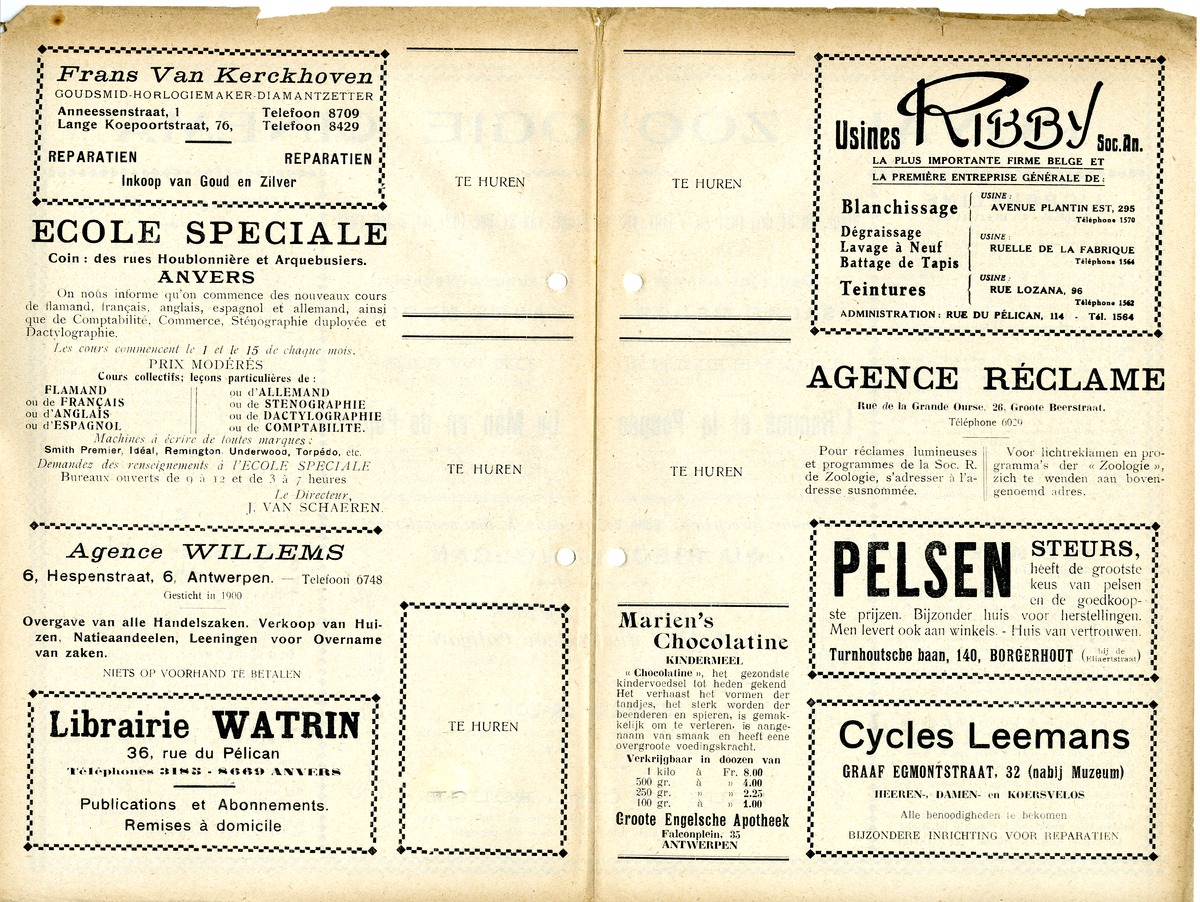 Frans Van Kerckhoven
GOUDSMID-HORLOGIEMAKER-DIAMANTZETTER
Anneessenstraat, 1 Telefoon 8709
Lange Koepoortstraat, 76, Telefoon 8429
REPARATIEN REPARATIEN
Inkoop van Goud en Zilver
ECOLE SPECIALE
Coin : des rues Houblonnière et Arquebusiers.
ANVERS
On nous informe qu'on commence des nouveaux cours
de flamand, français, anglais, espagnol et allemand, ainsi
que de Comptabilité, Commerce, Sténographie duployée et
Dactylographie.
Les cours commencent le 1 et le 15 de chaque mois.
PRIX MODÉRÉS
Cours collectifs; leçons particulières de :
FLAMAND ou d'ALLEMAND
ou de FRANÇAIS ou de STENOGRAPHIE
ou d'ANGLAIS ou de DACTYLOGRAPHIE
ou d'ESPAGNOL ou de COMPTABILITE.
Machines à écrire de toutes marques :
Smith Premier, Idéal, Remington Underwood, Torpédo, etc.
Demandez des renseignements à l'ECOLE SPECIALE
Bureaux ouverts de 9 à 12 et de 3 à 7 heures
Le Directeur,
J. VAN SCHAEREN.
Agence WILLEMS
6, Hespenstraat, 6, Antwerpen. — Telefoon 6748
Gesticht in 1900
Overgave van alle Handelszaken. Verkoop van Hui-
zen, Natieaandeelen, Leeningen voor Overname
van zaken.
NIETS OP VOORHAND TE BETALEN
Librairie WATRIN
36, rue du Pélican
Téléphones 3185 - 8669 ANVERS
Publications et Abonnements.
Remises à domicile
TE HUREN
TE HUREN
TE HUREN
TE HUREN
TE HUREN
Marien's
Chocolatine
KINDERMEEL
« Chocolatine », het gezondste
kindervoedsel tot heden gekend
Het verhaast het vormen der
tandjes, het sterk worden der
beenderen en spieren, is gemak-
kelijk om te verteren, is aange-
naam van smaak en heeft eene
overgroote voedingskracht.
Verkrijgbaar in doozen van
1 kilo à Fr. 8.00
500 gr. à » 4.00
250 gr. à » 2.25
100 gr. à » 1.00
Groote Engelsche Apotheek
Falconplein, 35
ANTWERPEN
Usines RIBBY Soc.An.
LA PLUS IMPORTANTE FIRME BELGE ET
LA PREMIÈRE ENTREPRISE GÉNÉRALE DE :
Blanchissage
USINE :
AVENUE PLANTIN EST, 295
Téléphone 1570
Dégraissage
Lavage à Neuf
Battage de Tapis
USINE :
RUELLE DE LA FABRIQUE
Téléphone 1564
Teintures
USINE :
RUE LOZANA, 96
Téléphone 1562
ADMINISTRATION : RUE DU PÉLICAN, 114 - Tél. 1564
AGENCE RÉCLAME
Rue de la Grande Ourse, 26, Groote Beerstraat.
Téléphone 6029
Pour réclames lumineuses
et programmes de la Soc. R.
de Zoologie, s'adresser à l'a-
dresse susnommée.
Voor lichtreklamen en pro-
gramma's der « Zoologie »,
zich te wenden aan boven-
genoemd adres.
PELSEN STEURS,
heeft de grootste
keus van pelsen
en de goedkoop-
ste prijzen. Bijzonder huis voor herstellingen.
Men levert ook aan winkels. - Huis van vertrouwen.
Turnhoutsche baan, 140, BORGERHOUT (bij de Eliaertstraat)
Cycles Leemans
GRAAF EGMONTSTRAAT, 32 (nabij Muzeum)
HEEREN-, DAMEN- en KOERSVELOS
Alle benoodigheden te bekomen
BIJZONDERE INRICHTING VOOR REPARATIEN